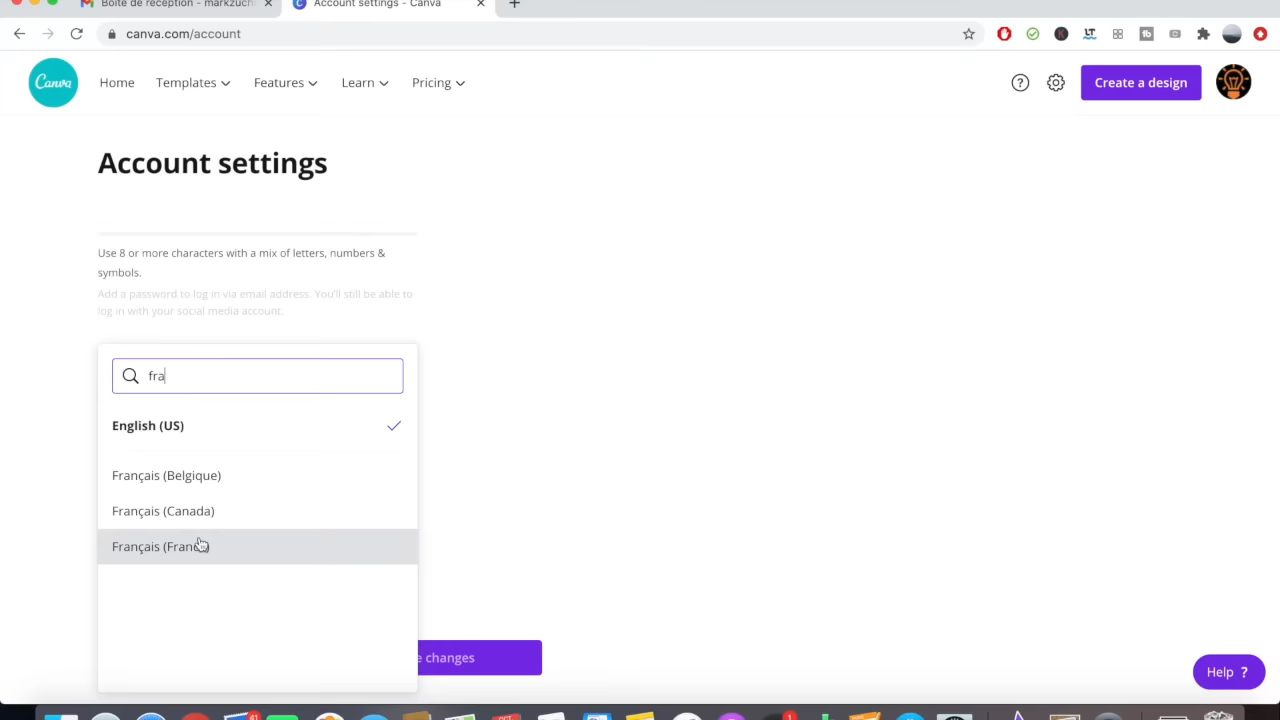 Boîte de réception - markzuch
Account settings - Canva
canva.com/account
Canva
Home
Templates
Features
Learn
Pricing
Create a design
Account settings
Use 8 or more characters with a mix of letters, numbers &
symbols.
Add a password to log in via email address. You'll still be able to
log in with your social media account.
fra
English (US)
Français (Belgique)
Français (Canada)
Français (France)
changes
Help ?